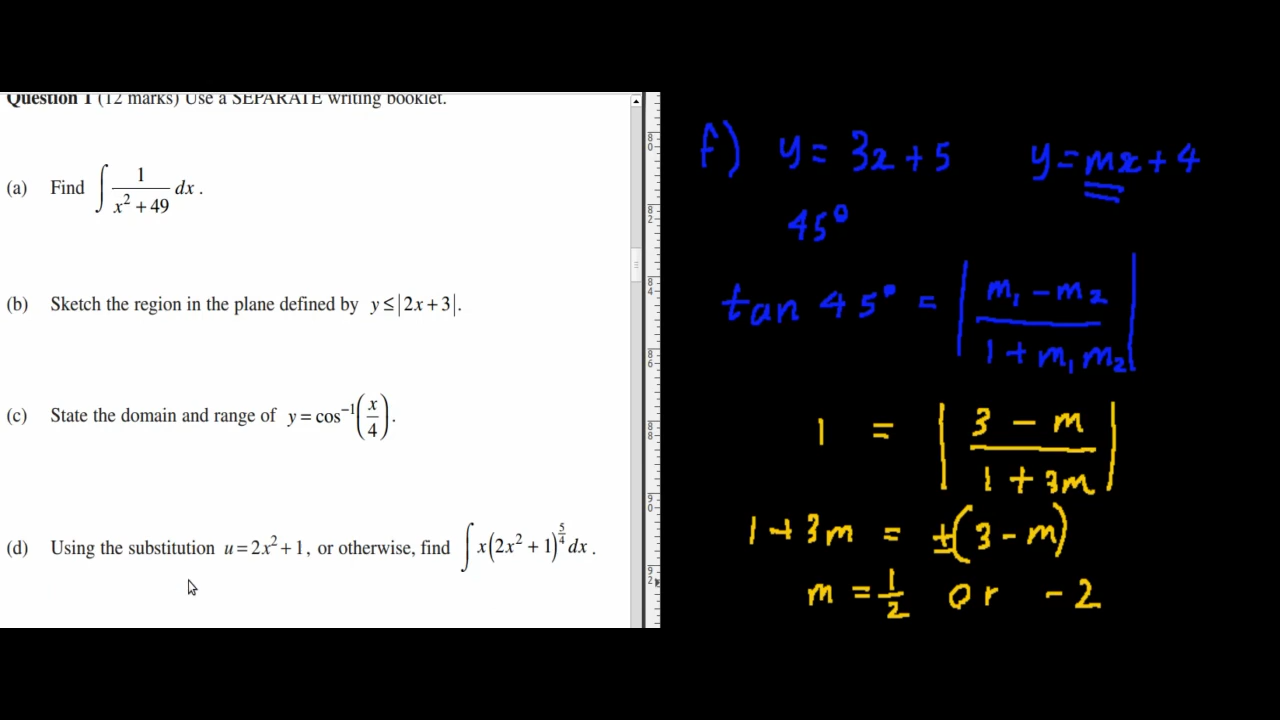 Question 1 (12 marks) Use a SEPARATE writing booklet.
(a) Find ∫ 1/(x² + 49) dx .
(b) Sketch the region in the plane defined by y ≤ |2x + 3|.
(c) State the domain and range of y = cos⁻¹(x/4).
(d) Using the substitution u = 2x² + 1, or otherwise, find ∫ x(2x² + 1)^(5/4) dx .
f) y = 3x + 5 y = mx + 4
45°
tan 45° = |(m₁ - m₂)/(1 + m₁m₂)|
1 = |(3 - m)/(1 + 3m)|
1 + 3m = ±(3 - m)
m = 1/2 or -2